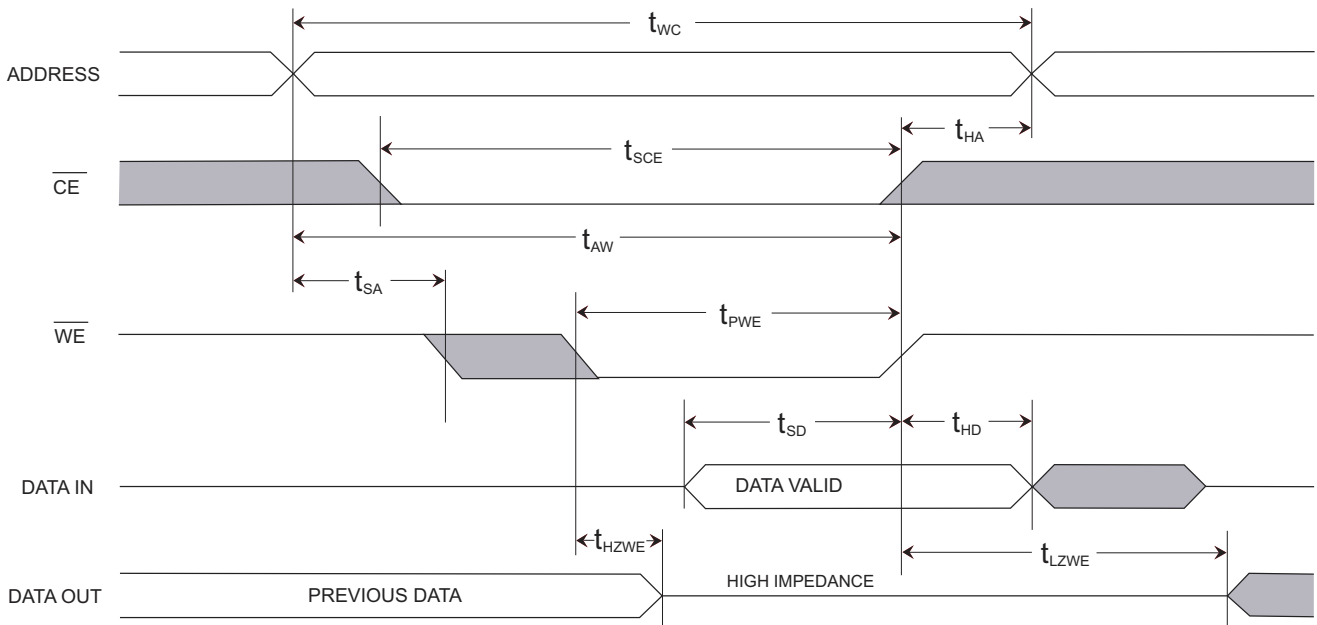 tWC
ADDRESS
tHA
tSCE
CE
tAW
tSA
tPWE
WE
tSD
tHD
DATA IN
DATA VALID
tHZWE
tLZWE
HIGH IMPEDANCE
DATA OUT
PREVIOUS DATA